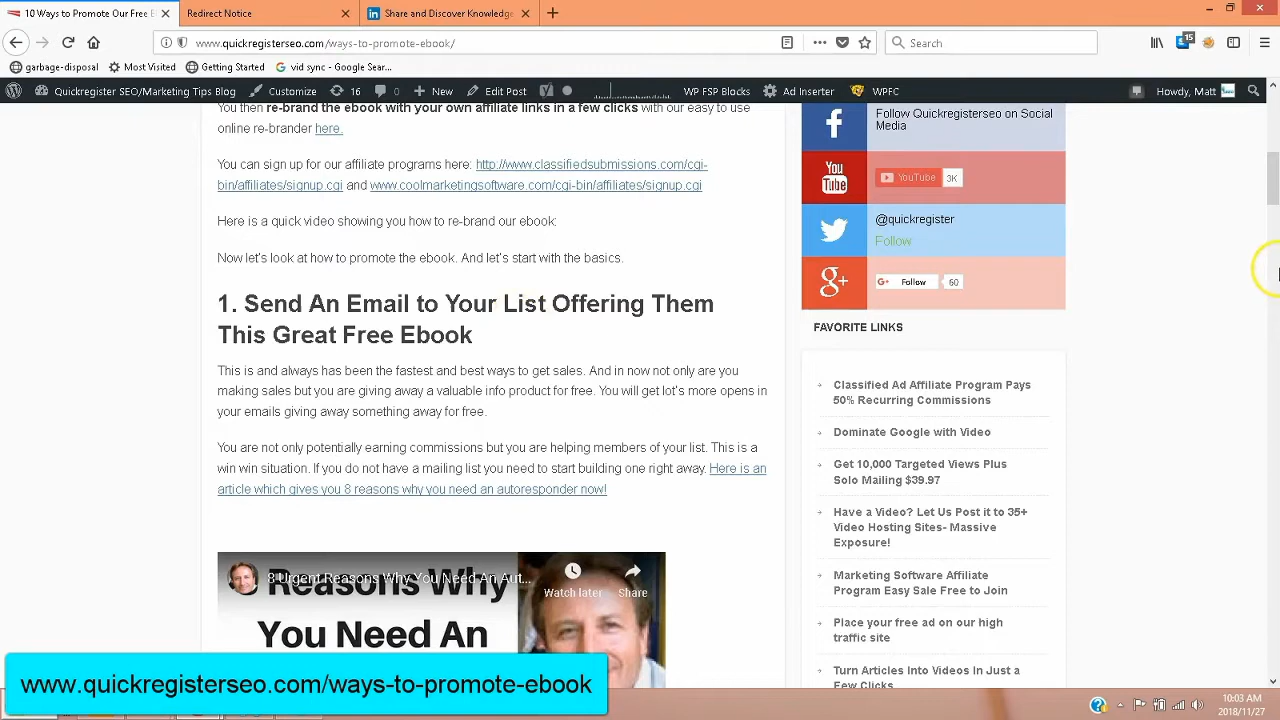 10 Ways to Promote Our Free E
Redirect Notice
Share and Discover Knowledge
www.quickregisterseo.com/ways-to-promote-ebook/
Search
garbage-disposal
Most Visited
Getting Started
vid sync - Google Sear...
15
Quickregister SEO/Marketing Tips Blog
Customize
16
0
New
Edit Post
WP FSP Blocks
Ad Inserter
WPFC
Howdy, Matt
You then re-brand the ebook with your own affiliate links in a few clicks with our easy to use
online re-brander here.
You can sign up for our affiliate programs here: http://www.classifiedsubmissions.com/cgi-
bin/affiliates/signup.cgi and www.coolmarketingsoftware.com/cgi-bin/affiliates/signup.cgi
Here is a quick video showing you how to re-brand our ebook:
Now let's look at how to promote the ebook. And let's start with the basics.
1. Send An Email to Your List Offering Them
This Great Free Ebook
This is and always has been the fastest and best ways to get sales. And in now not only are you
making sales but you are giving away a valuable info product for free. You will get lot's more opens in
your emails giving away something away for free.
You are not only potentially earning commissions but you are helping members of your list. This is a
win win situation. If you do not have a mailing list you need to start building one right away. Here is an
article which gives you 8 reasons why you need an autoresponder now!
8 Urgent Reasons Why You Need An Aut...
Watch later
Share
Reasons Why
You Need An
Follow Quickregisterseo on Social
Media
You
Tube
YouTube
3K
@quickregister
Follow
g+
G+
Follow
60
FAVORITE LINKS
Classified Ad Affiliate Program Pays
50% Recurring Commissions
Dominate Google with Video
Get 10,000 Targeted Views Plus
Solo Mailing $39.97
Have a Video? Let Us Post it to 35+
Video Hosting Sites- Massive
Exposure!
Marketing Software Affiliate
Program Easy Sale Free to Join
Place your free ad on our high
traffic site
Turn Articles Into Videos In Just a
Few Clicks
www.quickregisterseo.com/ways-to-promote-ebook
10:03 AM
2018/11/27